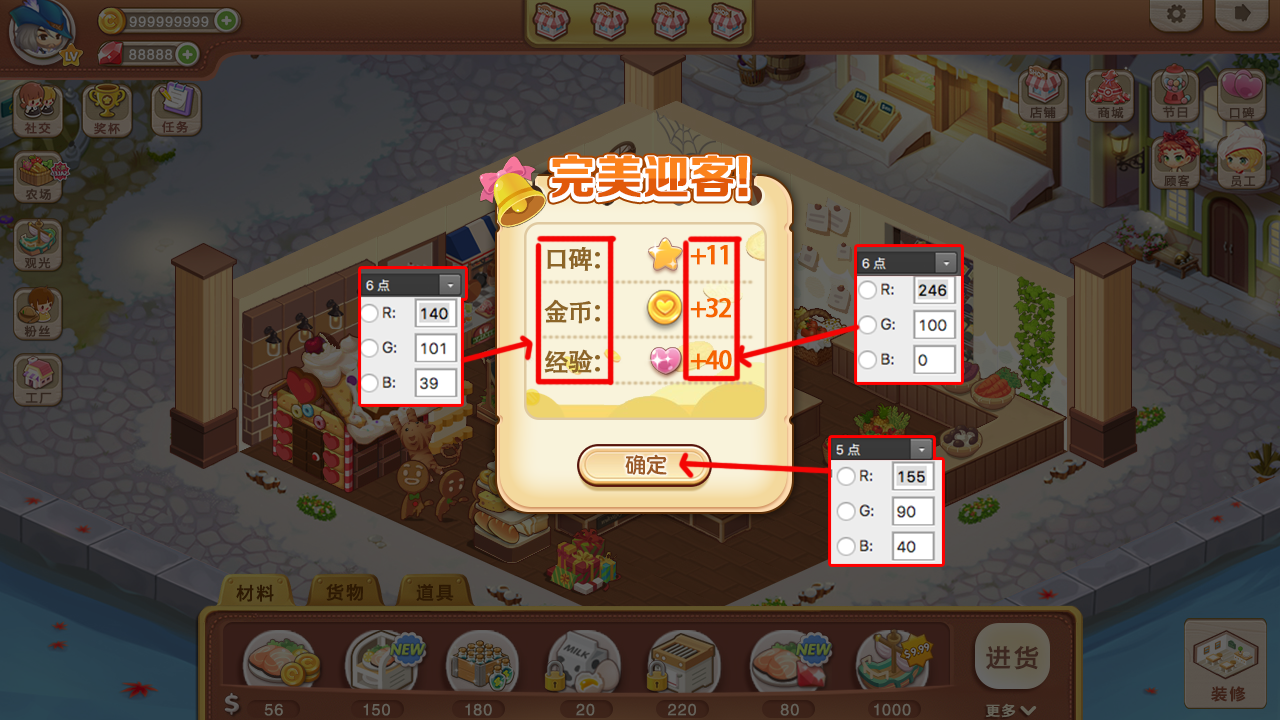 LV
999999999
88888
社交
奖杯
任务
店铺
商城
节日
口碑
农场
顾客
员工
观光
粉丝
工厂
完美迎客!
口碑: +11
金币: +32
经验: +40
确定
6 点
R: 140
G: 101
B: 39
6 点
R: 246
G: 100
B: 0
5 点
R: 155
G: 90
B: 40
材料 货物 道具
NEW
MILK
NEW
$9.99
进货
$ 56 150 180 20 220 80 1000
更多
装修